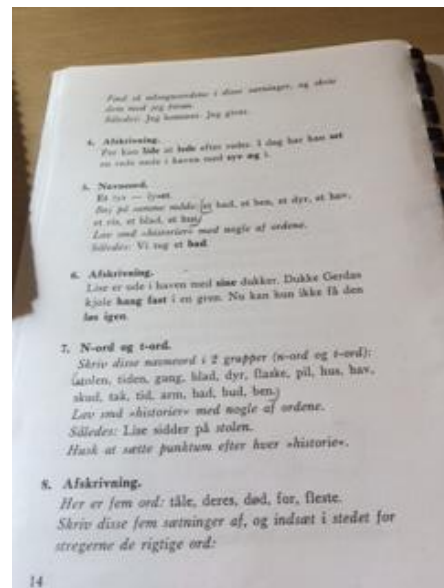 Find så udsagnsordene i disse sætninger, og skriv
dem med jeg foran.
Således: Jeg kommer. Jeg giver.
4. Afskrivning.
Per kan lide at lede efter reder. I dag har han set
en rede nede i haven med syv æg i.
5. Navneord.
Et lys — lyset.
Bøj på samme måde: et bad, et ben, et dyr, et hav,
et ris, et blad, et hus.
Lav små »historier« med nogle af ordene.
Således: Vi tog et bad.
6. Afskrivning.
Lise er ude i haven med sine dukker. Dukke Gerdas
kjole hang fast i en gren. Nu kan hun ikke få den
løs igen.
7. N-ord og t-ord.
Skriv disse navneord i 2 grupper (n-ord og t-ord):
stolen, tiden, gang, blad, dyr, flaske, pil, hus, hav,
skud, tak, tid, arm, bad, hud, ben.
Lav små »historier« med nogle af ordene.
Således: Lise sidder på stolen.
Husk at sætte punktum efter hver »historie«.
8. Afskrivning.
Her er fem ord: tåle, deres, død, for, fleste.
Skriv disse fem sætninger af, og indsæt i stedet for
stregerne de rigtige ord:
14